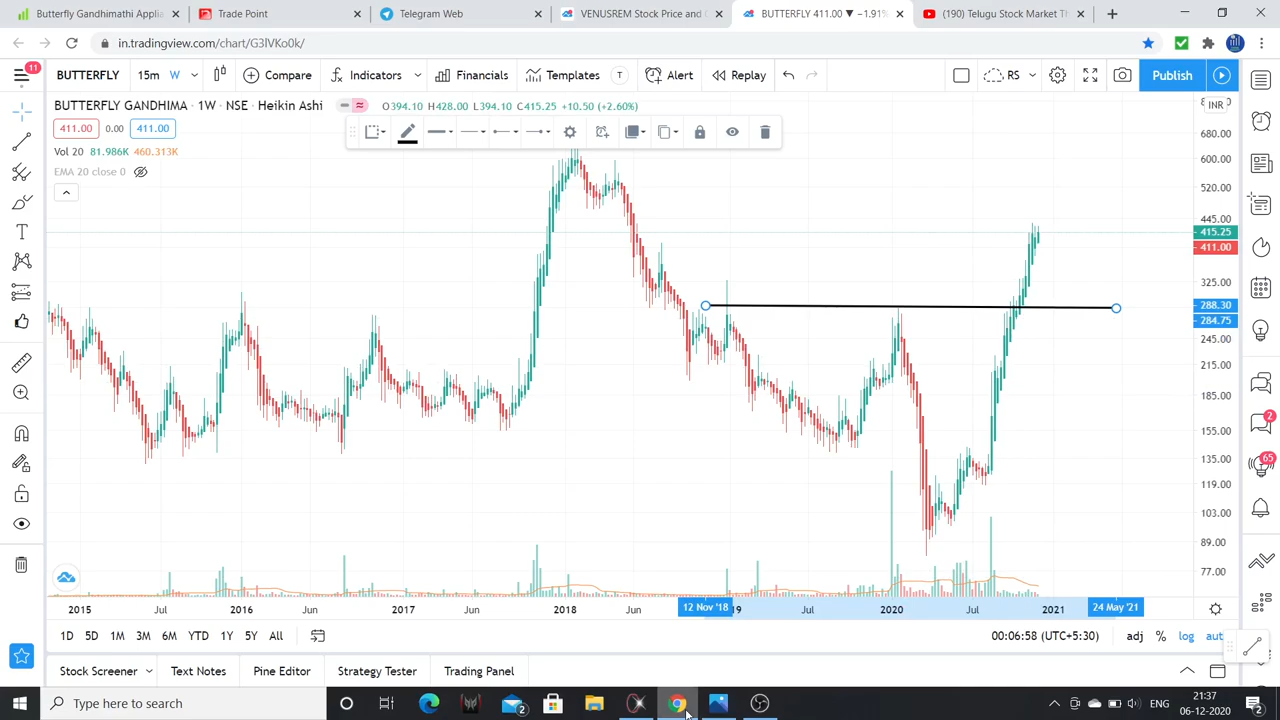 Butterfly Gandhimathi Applia
Trade Point
Telegram Web
VENUSREM Stock Price and C
BUTTERFLY 411.00 ▼ −1.91%
(190) Telugu Stock Market Th
in.tradingview.com/chart/G3lVKo0k/
11
BUTTERFLY
15m
W
Compare
Indicators
Financials
Templates
T
Alert
Replay
RS
Publish
BUTTERFLY GANDHIMA · 1W · NSE · Heikin Ashi
O394.10 H428.00 L394.10 C415.25 +10.50 (+2.60%)
INR
411.00
0.00
411.00
Vol 20 81.986K 460.313K
EMA 20 close 0
680.00
600.00
520.00
445.00
415.25
411.00
325.00
288.30
284.75
245.00
215.00
185.00
155.00
135.00
119.00
103.00
89.00
77.00
2
65
2015
Jul
2016
Jun
2017
Jun
2018
Jun
12 Nov '18
Jul
2020
Jul
2021
24 May '21
1D
5D
1M
3M
6M
YTD
1Y
5Y
All
00:06:58 (UTC+5:30)
adj
%
log
Stock Screener
Text Notes
Pine Editor
Strategy Tester
Trading Panel
Type here to search
2
ENG
21:37
06-12-2020
2